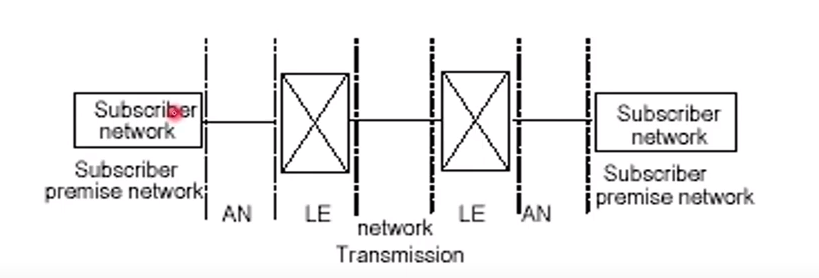 Subscriber
network
Subscriber
premise network
AN
LE
network
Transmission
LE
AN
Subscriber
network
Subscriber
premise network